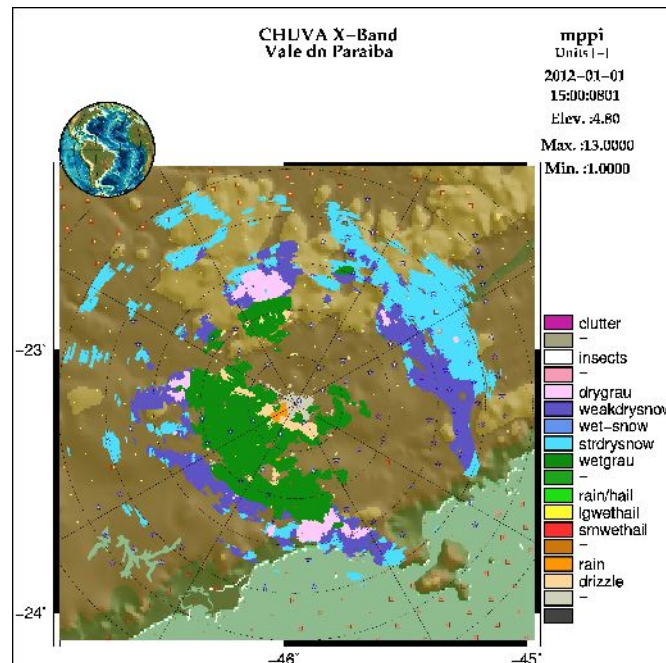 CHUVA X-Band
Vale do Paraiba
mppi
Units [-]
2012-01-01
15:00:0801
Elev. :4.80
Max. :13.0000
Min. :1.0000
-23°
-24°
-46°
-45°
clutter
-
insects
-
drygrau
weakdrysnow
wet-snow
strdrysnow
wetgrau
-
rain/hail
lgwethail
smwethail
-
rain
drizzle
-